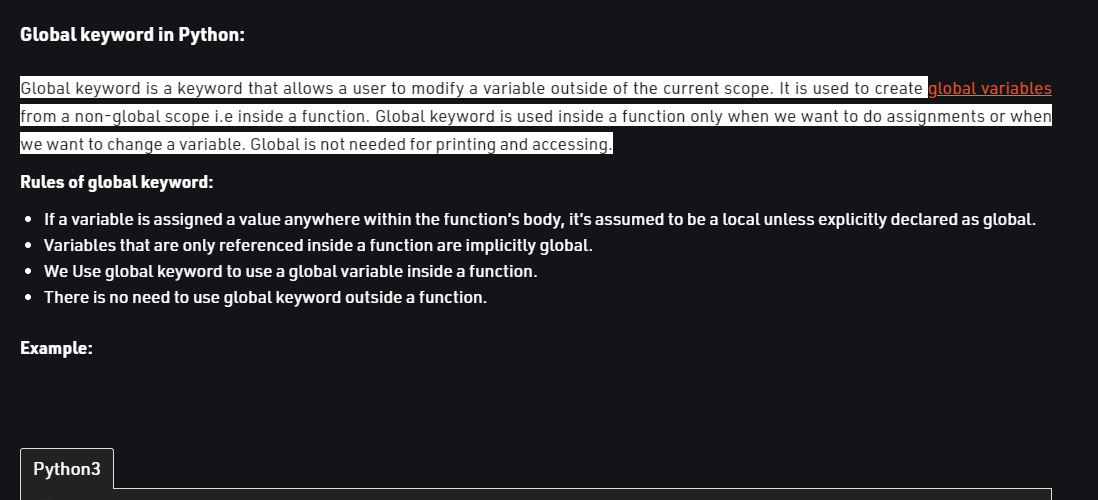 Global keyword in Python:
Global keyword is a keyword that allows a user to modify a variable outside of the current scope. It is used to create global variables
from a non-global scope i.e inside a function. Global keyword is used inside a function only when we want to do assignments or when
we want to change a variable. Global is not needed for printing and accessing.
Rules of global keyword:
• If a variable is assigned a value anywhere within the function's body, it's assumed to be a local unless explicitly declared as global.
• Variables that are only referenced inside a function are implicitly global.
• We Use global keyword to use a global variable inside a function.
• There is no need to use global keyword outside a function.
Example:
Python3